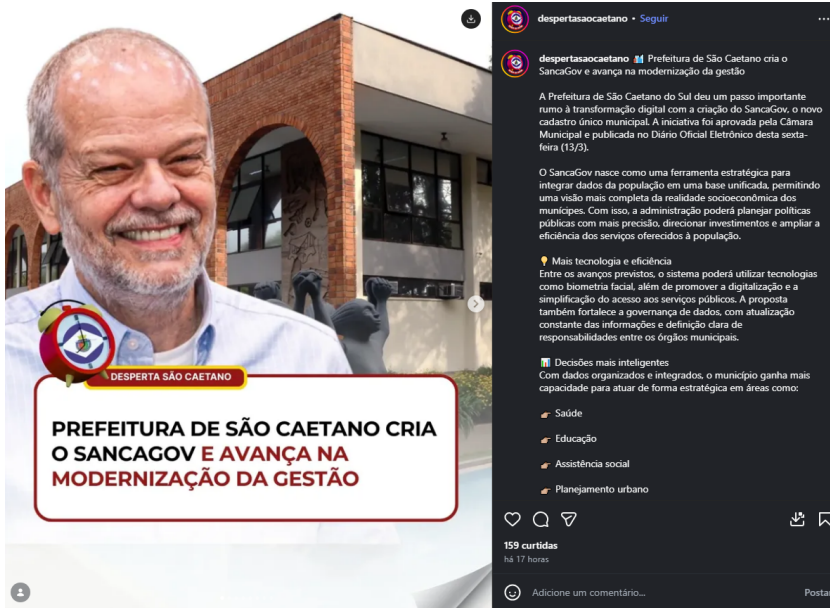 DESPERTA SÃO CAETANO
PREFEITURA DE SÃO CAETANO CRIA
O SANCAGOV E AVANÇA NA
MODERNIZAÇÃO DA GESTÃO
despertasaocaetano • Seguir
despertasaocaetano Prefeitura de São Caetano cria o
SancaGov e avança na modernização da gestão
A Prefeitura de São Caetano do Sul deu um passo importante
rumo à transformação digital com a criação do SancaGov, o novo
cadastro único municipal. A iniciativa foi aprovada pela Câmara
Municipal e publicada no Diário Oficial Eletrônico desta sexta-
feira (13/3).
O SancaGov nasce como uma ferramenta estratégica para
integrar dados da população em uma base unificada, permitindo
uma visão mais completa da realidade socioeconômica dos
munícipes. Com isso, a administração poderá planejar políticas
públicas com mais precisão, direcionar investimentos e ampliar a
eficiência dos serviços oferecidos à população.
Mais tecnologia e eficiência
Entre os avanços previstos, o sistema poderá utilizar tecnologias
como biometria facial, além de promover a digitalização e a
simplificação do acesso aos serviços públicos. A proposta
também fortalece a governança de dados, com atualização
constante das informações e definição clara de
responsabilidades entre os órgãos municipais.
Decisões mais inteligentes
Com dados organizados e integrados, o município ganha mais
capacidade para atuar de forma estratégica em áreas como:
Saúde
Educação
Assistência social
Planejamento urbano
159 curtidas
há 17 horas
Adicione um comentário...
Postar